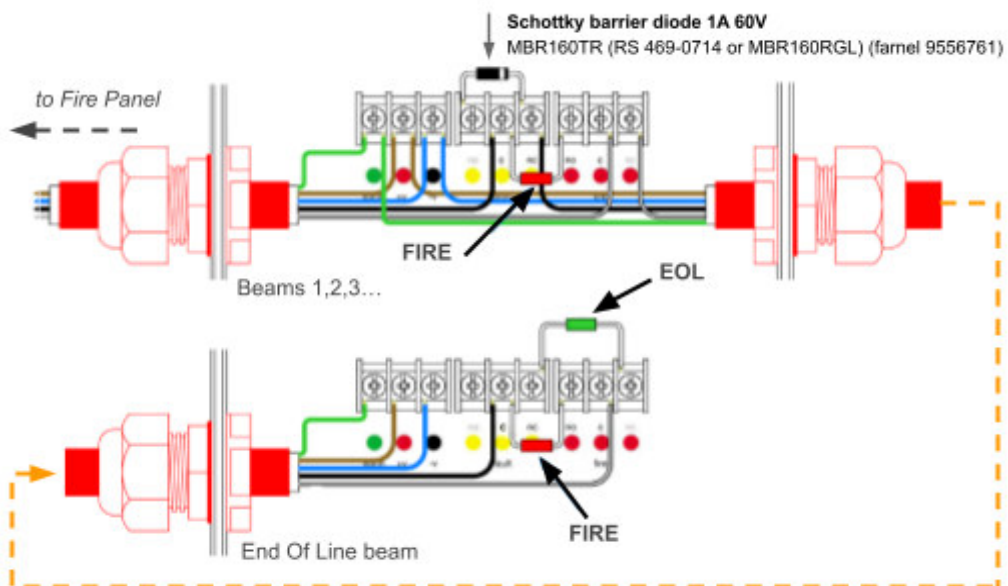 Schottky barrier diode 1A 60V
MBR160TR (RS 469-0714 or MBR160RGL) (farnel 9556761)
to Fire Panel
FIRE
Beams 1,2,3…
EOL
FIRE
End Of Line beam